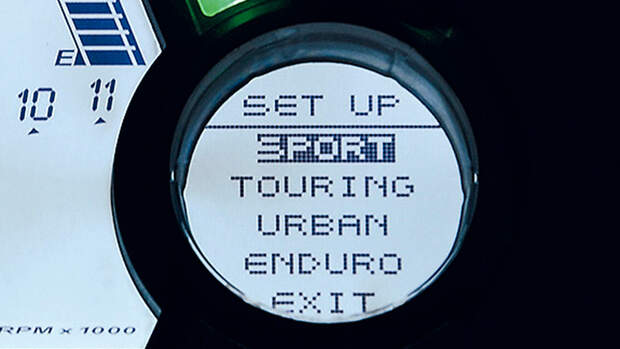 E
10 11
SET UP
SPORT
TOURING
URBAN
ENDURO
EXIT
RPM x 1000